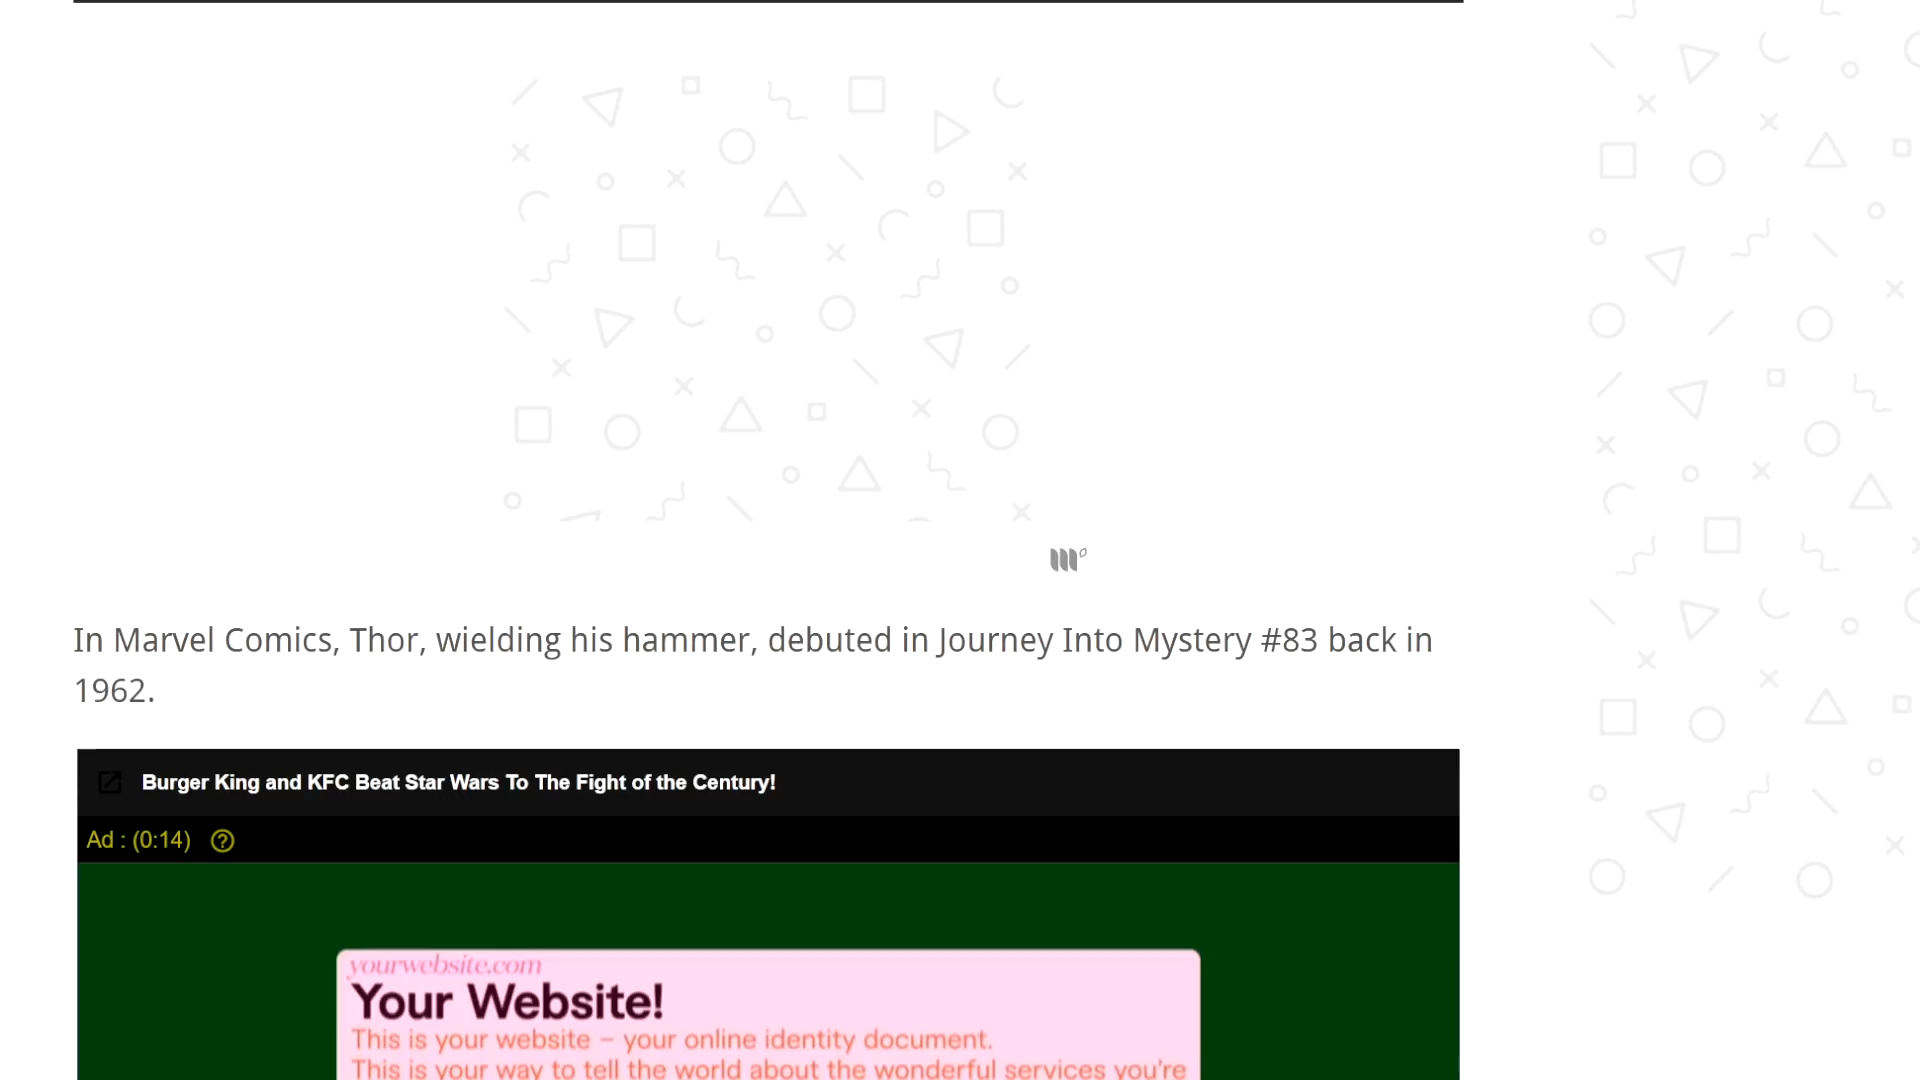 In Marvel Comics, Thor, wielding his hammer, debuted in Journey Into Mystery #83 back in
1962.
Burger King and KFC Beat Star Wars To The Fight of the Century!
Ad : (0:14) ?
yourwebsite.com
Your Website!
This is your website – your online identity document.
This is your way to tell the world about the wonderful services you're